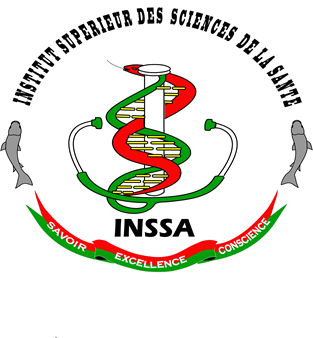 INSTITUT SUPERIEUR DES SCIENCES DE LA SANTE
INSSA
SAVOIR EXCELLENCE CONSCIENCE